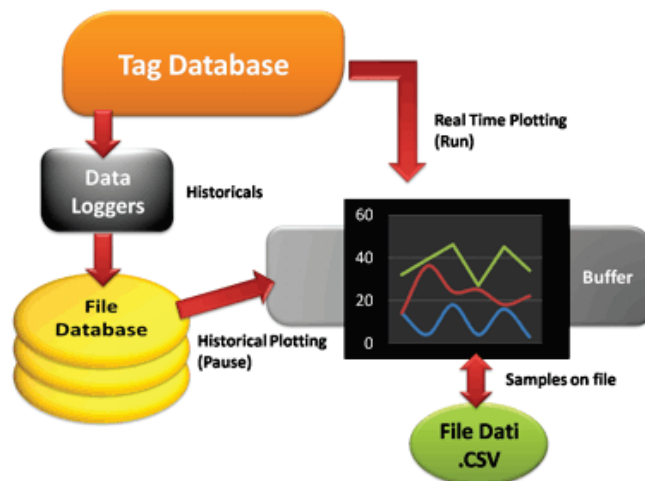 Tag Database
Real Time Plotting
(Run)
Data
Loggers
Historicals
60
40
20
0
Buffer
File
Database
Historical Plotting
(Pause)
Samples on file
File Dati
.CSV